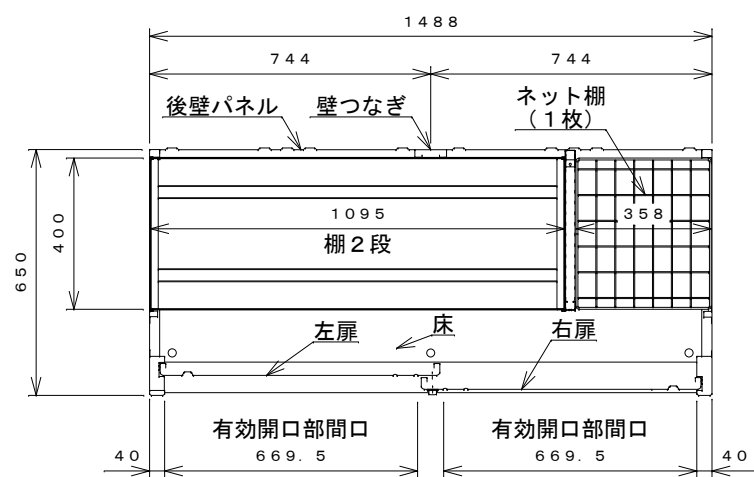 1488
744 744
後壁パネル 壁つなぎ ネット棚
(1枚)
650
400
1095 358
棚2段
左扉 床 右扉
有効開口部間口 有効開口部間口
40 669.5 669.5 40